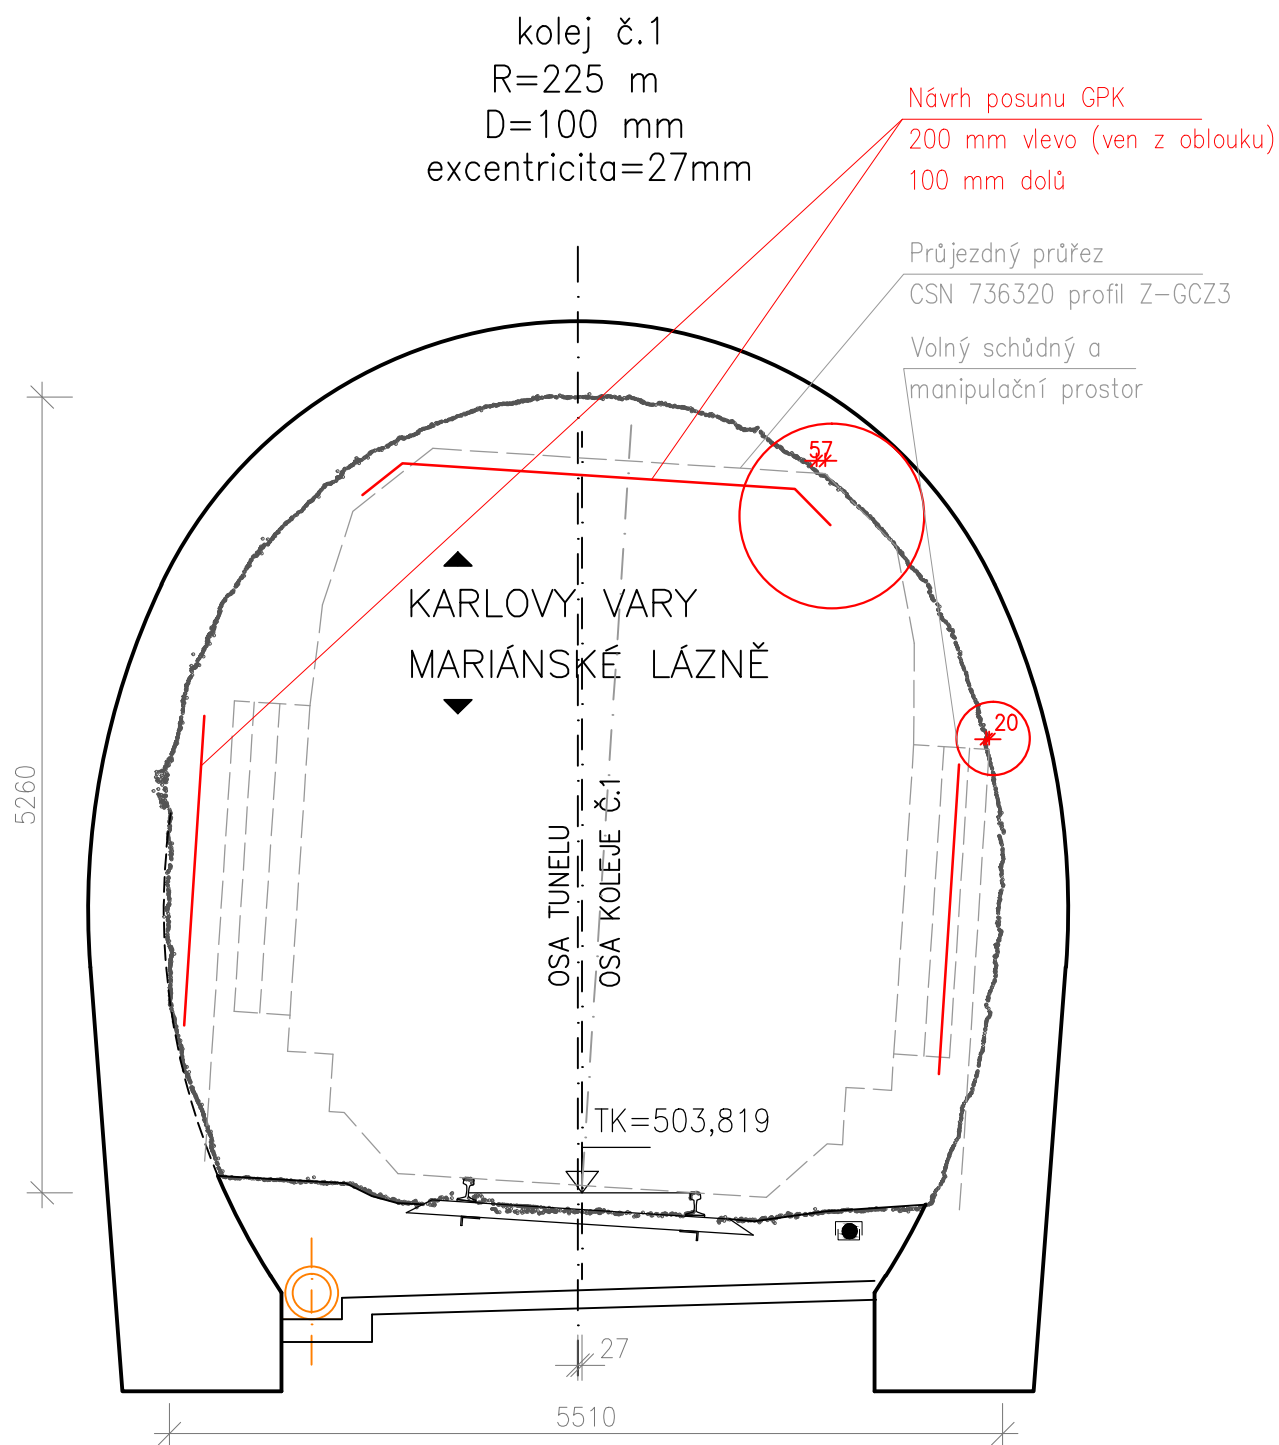 kolej č.1
R=225 m
D=100 mm
excentricita=27mm
Návrh posunu GPK
200 mm vlevo (ven z oblouku)
100 mm dolů
Průjezdný průřez
CSN 736320 profil Z-GCZ3
Volný schůdný a
manipulační prostor
57
KARLOVY VARY
MARIÁNSKÉ LÁZNĚ
20
5260
OSA TUNELU
OSA KOLEJE Č.1
TK=503,819
27
5510